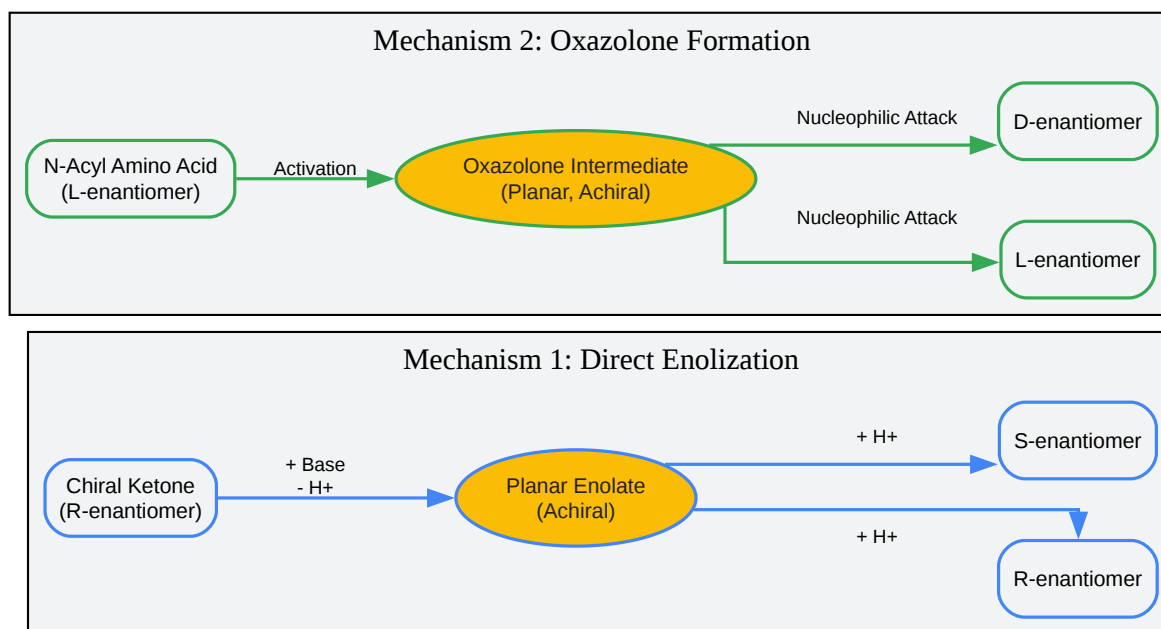 Mechanism 2: Oxazolone Formation
N-Acyl Amino Acid
(L-enantiomer)
Activation
Oxazolone Intermediate
(Planar, Achiral)
Nucleophilic Attack
D-enantiomer
Nucleophilic Attack
L-enantiomer
Mechanism 1: Direct Enolization
Chiral Ketone
(R-enantiomer)
+ Base
- H+
Planar Enolate
(Achiral)
+ H+
S-enantiomer
+ H+
R-enantiomer